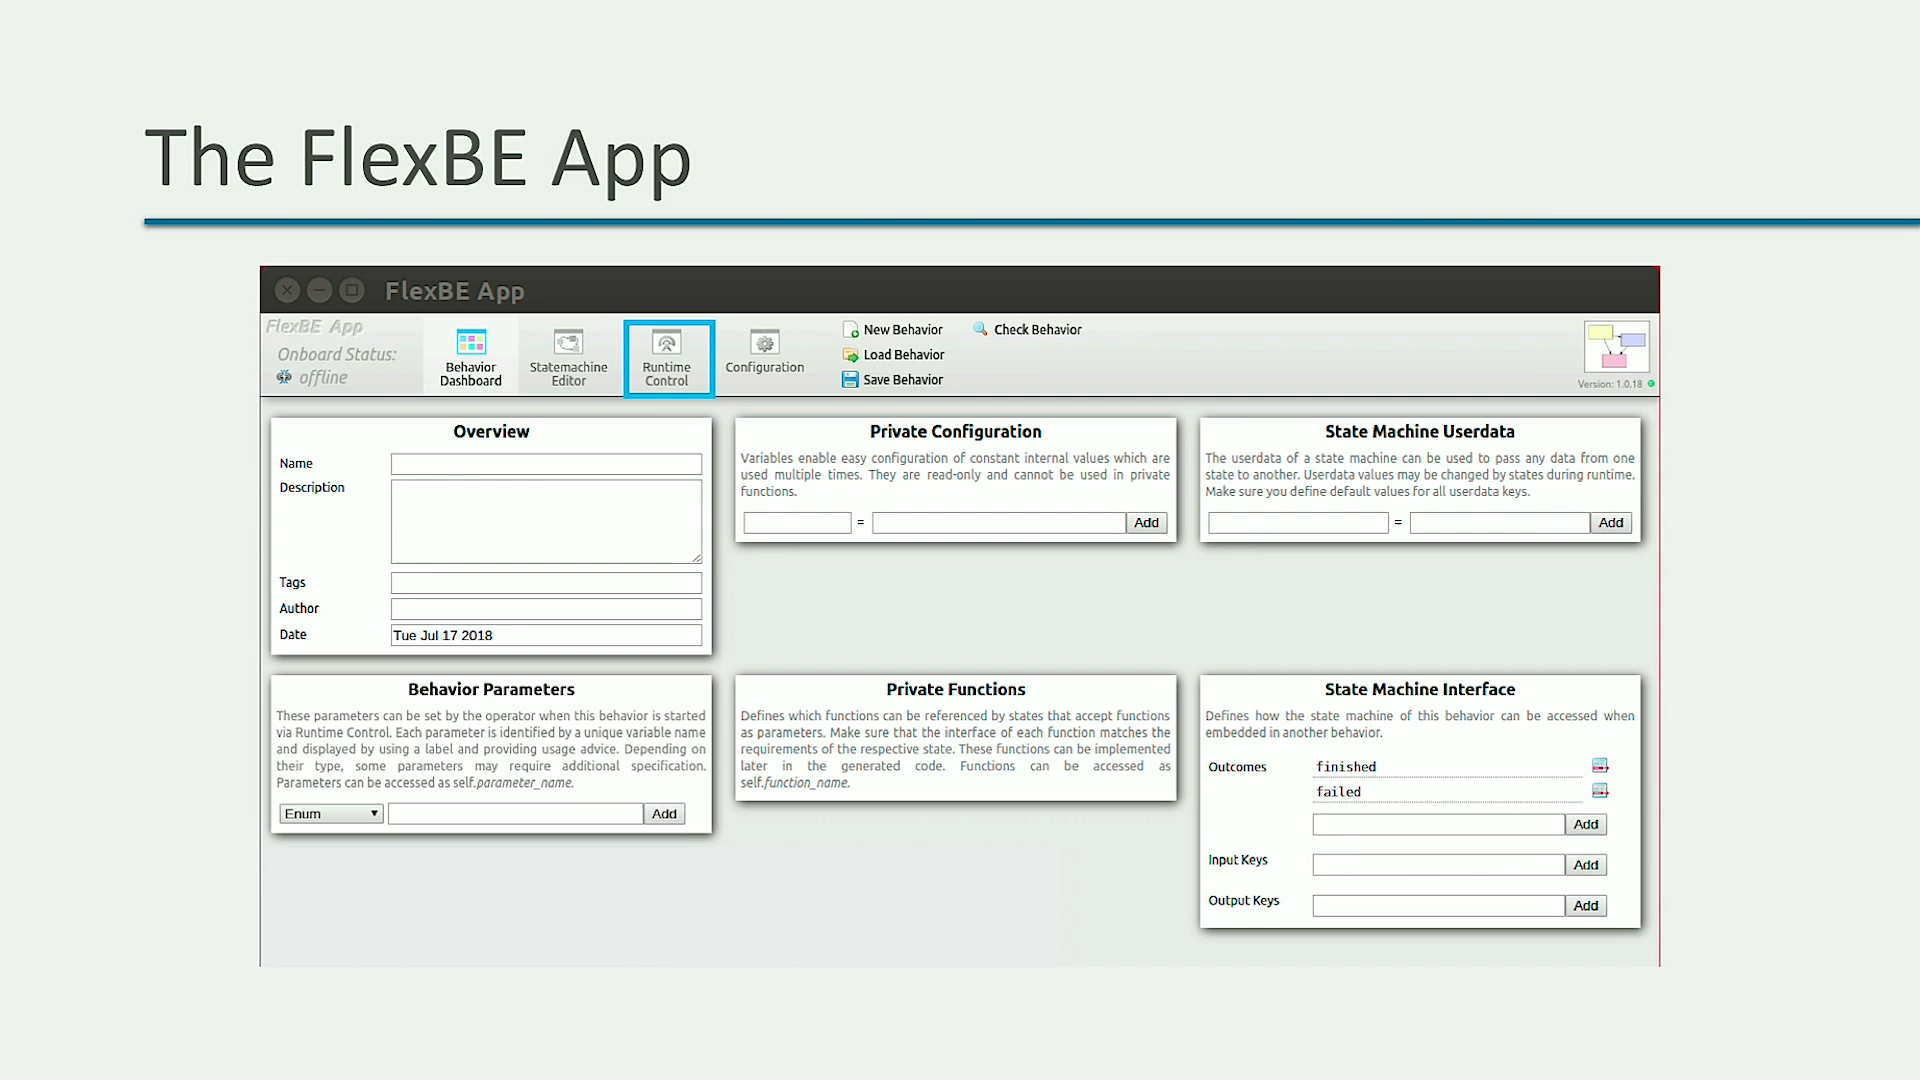 The FlexBE App
FlexBE App
FlexBE App
Onboard Status:
offline
Behavior
Dashboard
Statemachine
Editor
Runtime
Control
Configuration
New Behavior
Load Behavior
Save Behavior
Check Behavior
Version: 1.0.18
Overview
Name
Description
Tags
Author
Date
Tue Jul 17 2018
Private Configuration
Variables enable easy configuration of constant internal values which are
used multiple times. They are read-only and cannot be used in private
functions.
= Add
State Machine Userdata
The userdata of a state machine can be used to pass any data from one
state to another. Userdata values may be changed by states during runtime.
Make sure you define default values for all userdata keys.
= Add
Behavior Parameters
These parameters can be set by the operator when this behavior is started
via Runtime Control. Each parameter is identified by a unique variable name
and displayed by using a label and providing usage advice. Depending on
their type, some parameters may require additional specification.
Parameters can be accessed as self.parameter_name.
Enum Add
Private Functions
Defines which functions can be referenced by states that accept functions
as parameters. Make sure that the interface of each function matches the
requirements of the respective state. These functions can be implemented
later in the generated code. Functions can be accessed as
self.function_name.
State Machine Interface
Defines how the state machine of this behavior can be accessed when
embedded in another behavior.
Outcomes finished
failed
Add
Input Keys Add
Output Keys Add